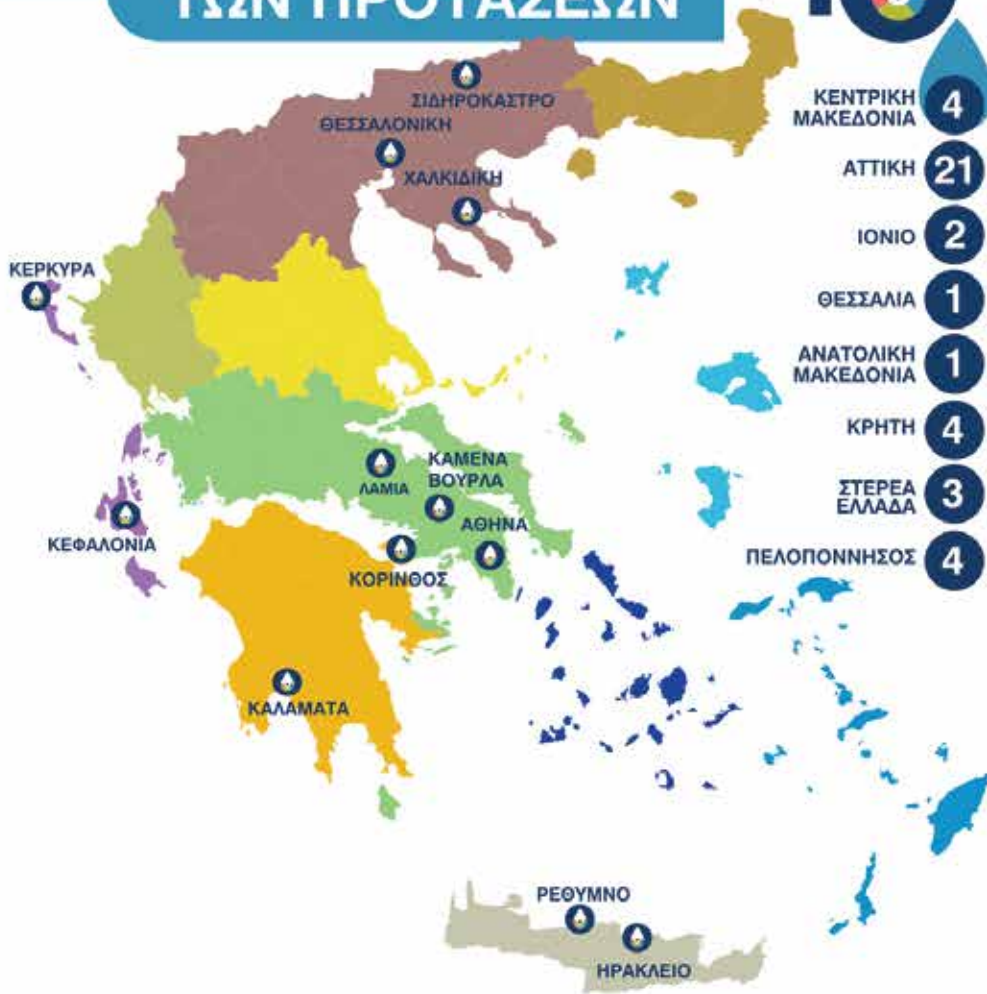 ΤΩΝ ΠΡΟΤΑΣΕΩΝ
ΣΙΔΗΡΟΚΑΣΤΡΟ
ΘΕΣΣΑΛΟΝΙΚΗ
ΧΑΛΚΙΔΙΚΗ
ΚΕΡΚΥΡΑ
ΛΑΜΙΑ
ΚΑΜΕΝΑ
ΒΟΥΡΛΑ
ΑΘΗΝΑ
ΚΕΦΑΛΟΝΙΑ
ΚΟΡΙΝΘΟΣ
ΚΑΛΑΜΑΤΑ
ΡΕΘΥΜΝΟ
ΗΡΑΚΛΕΙΟ
ΚΕΝΤΡΙΚΗ
ΜΑΚΕΔΟΝΙΑ 4
ΑΤΤΙΚΗ 21
ΙΟΝΙΟ 2
ΘΕΣΣΑΛΙΑ 1
ΑΝΑΤΟΛΙΚΗ
ΜΑΚΕΔΟΝΙΑ 1
ΚΡΗΤΗ 4
ΣΤΕΡΕΑ
ΕΛΛΑΔΑ 3
ΠΕΛΟΠΟΝΝΗΣΟΣ 4